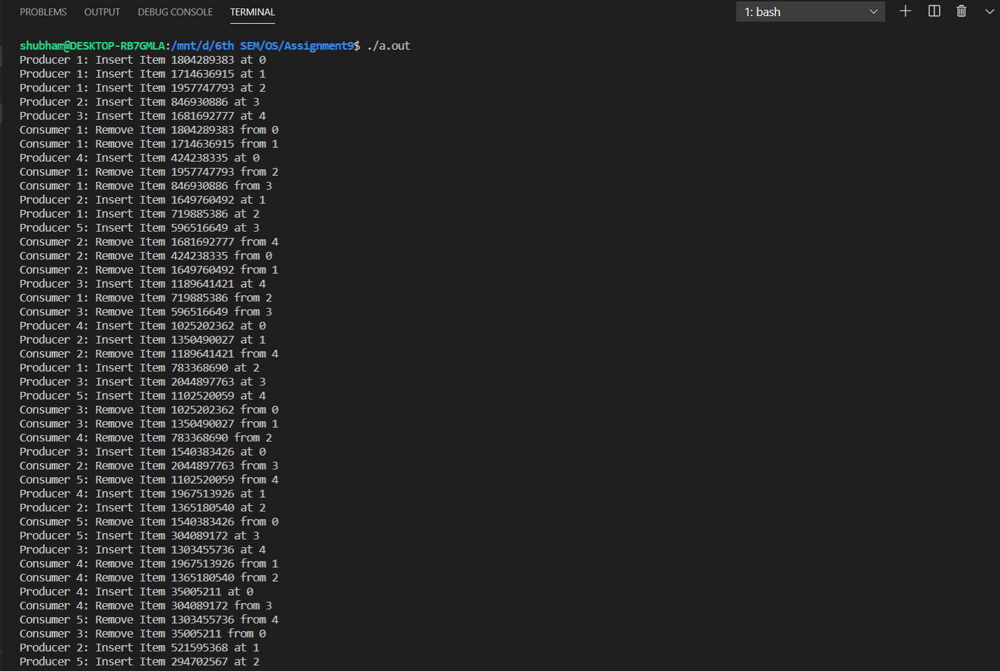 PROBLEMS OUTPUT DEBUG CONSOLE TERMINAL 1: bash
shubham@DESKTOP-RB7GMLA:/mnt/d/6th SEM/OS/Assignment9$ ./a.out
Producer 1: Insert Item 1804289383 at 0
Producer 1: Insert Item 1714636915 at 1
Producer 1: Insert Item 1957747793 at 2
Producer 2: Insert Item 846930886 at 3
Producer 3: Insert Item 1681692777 at 4
Consumer 1: Remove Item 1804289383 from 0
Consumer 1: Remove Item 1714636915 from 1
Producer 4: Insert Item 424238335 at 0
Consumer 1: Remove Item 1957747793 from 2
Consumer 1: Remove Item 846930886 from 3
Producer 2: Insert Item 1649760492 at 1
Producer 1: Insert Item 719885386 at 2
Producer 5: Insert Item 596516649 at 3
Consumer 2: Remove Item 1681692777 from 4
Consumer 2: Remove Item 424238335 from 0
Consumer 2: Remove Item 1649760492 from 1
Producer 3: Insert Item 1189641421 at 4
Consumer 1: Remove Item 719885386 from 2
Consumer 3: Remove Item 596516649 from 3
Producer 4: Insert Item 1025202362 at 0
Producer 2: Insert Item 1350490027 at 1
Consumer 2: Remove Item 1189641421 from 4
Producer 1: Insert Item 783368690 at 2
Producer 3: Insert Item 2044897763 at 3
Producer 5: Insert Item 1102520059 at 4
Consumer 3: Remove Item 1025202362 from 0
Consumer 3: Remove Item 1350490027 from 1
Consumer 4: Remove Item 783368690 from 2
Producer 3: Insert Item 1540383426 at 0
Consumer 2: Remove Item 2044897763 from 3
Consumer 5: Remove Item 1102520059 from 4
Producer 4: Insert Item 1967513926 at 1
Producer 2: Insert Item 1365180540 at 2
Consumer 5: Remove Item 1540383426 from 0
Producer 5: Insert Item 304089172 at 3
Producer 3: Insert Item 1303455736 at 4
Consumer 4: Remove Item 1967513926 from 1
Consumer 4: Remove Item 1365180540 from 2
Producer 4: Insert Item 35005211 at 0
Consumer 4: Remove Item 304089172 from 3
Consumer 5: Remove Item 1303455736 from 4
Consumer 3: Remove Item 35005211 from 0
Producer 2: Insert Item 521595368 at 1
Producer 5: Insert Item 294702567 at 2